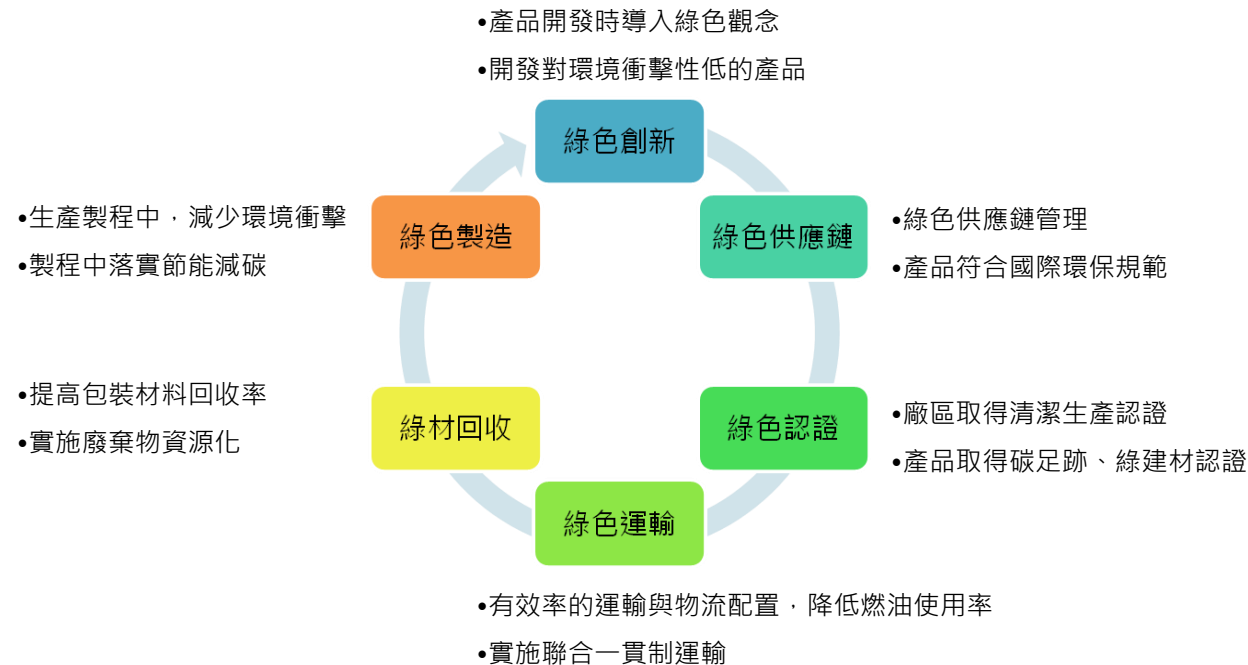 •產品開發時導入綠色觀念
•開發對環境衝擊性低的產品
綠色創新
綠色供應鏈
•綠色供應鏈管理
•產品符合國際環保規範
綠色認證
•廠區取得清潔生產認證
•產品取得碳足跡、綠建材認證
綠色運輸
•有效率的運輸與物流配置，降低燃油使用率
•實施聯合一貫制運輸
綠材回收
•提高包裝材料回收率
•實施廢棄物資源化
綠色製造
•生產製程中，減少環境衝擊
•製程中落實節能減碳